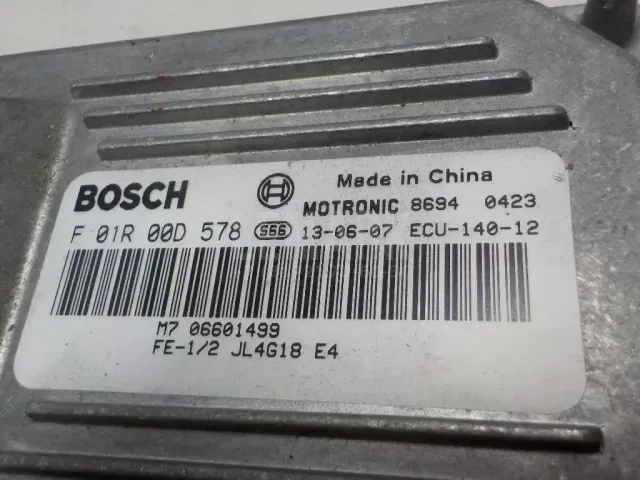 BOSCH
Made in China
MOTRONIC 8694 0423
F 01R 00D 578 S66 13-06-07 ECU-140-12
M7 06601499
FE-1/2 JL4G18 E4